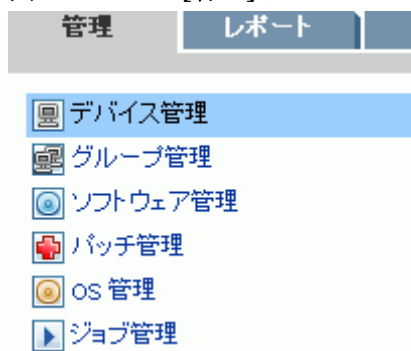 管理 レポート
デバイス管理
グループ管理
ソフトウェア管理
パッチ管理
OS 管理
ジョブ管理